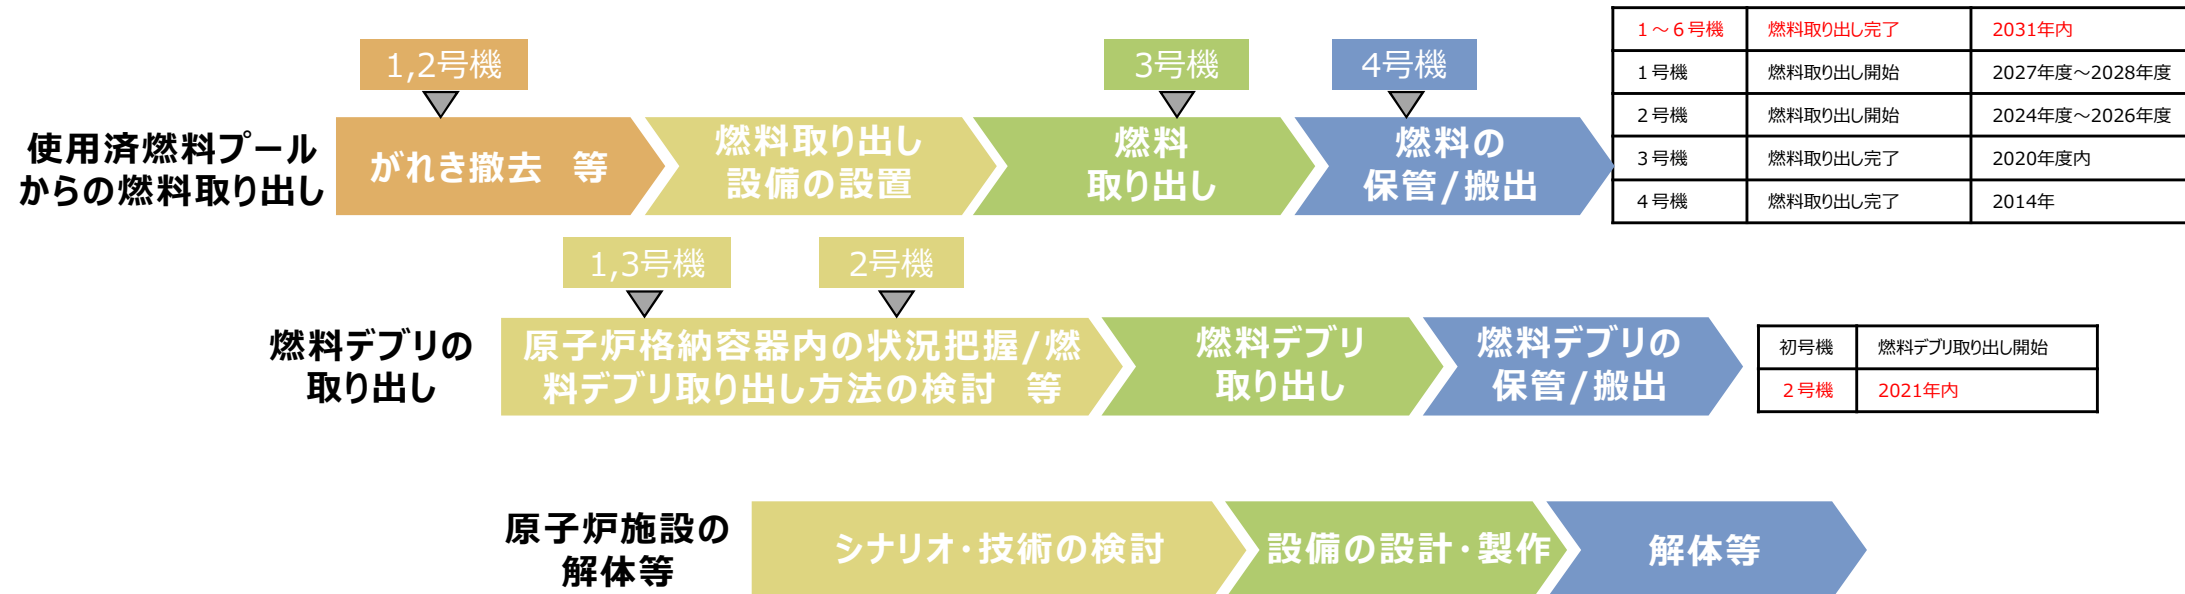 1,2号機
3号機
4号機
使用済燃料プール
からの燃料取り出し
がれき撤去　等
燃料取り出し
設備の設置
燃料
取り出し
燃料の
保管/搬出
1～6号機 燃料取り出し完了 2031年内
1号機 燃料取り出し開始 2027年度～2028年度
2号機 燃料取り出し開始 2024年度～2026年度
3号機 燃料取り出し完了 2020年度内
4号機 燃料取り出し完了 2014年
1,3号機
2号機
燃料デブリの
取り出し
原子炉格納容器内の状況把握/燃
料デブリ取り出し方法の検討　等
燃料デブリ
取り出し
燃料デブリの
保管/搬出
初号機 燃料デブリ取り出し開始
2号機 2021年内
原子炉施設の
解体等
シナリオ・技術の検討
設備の設計・製作
解体等